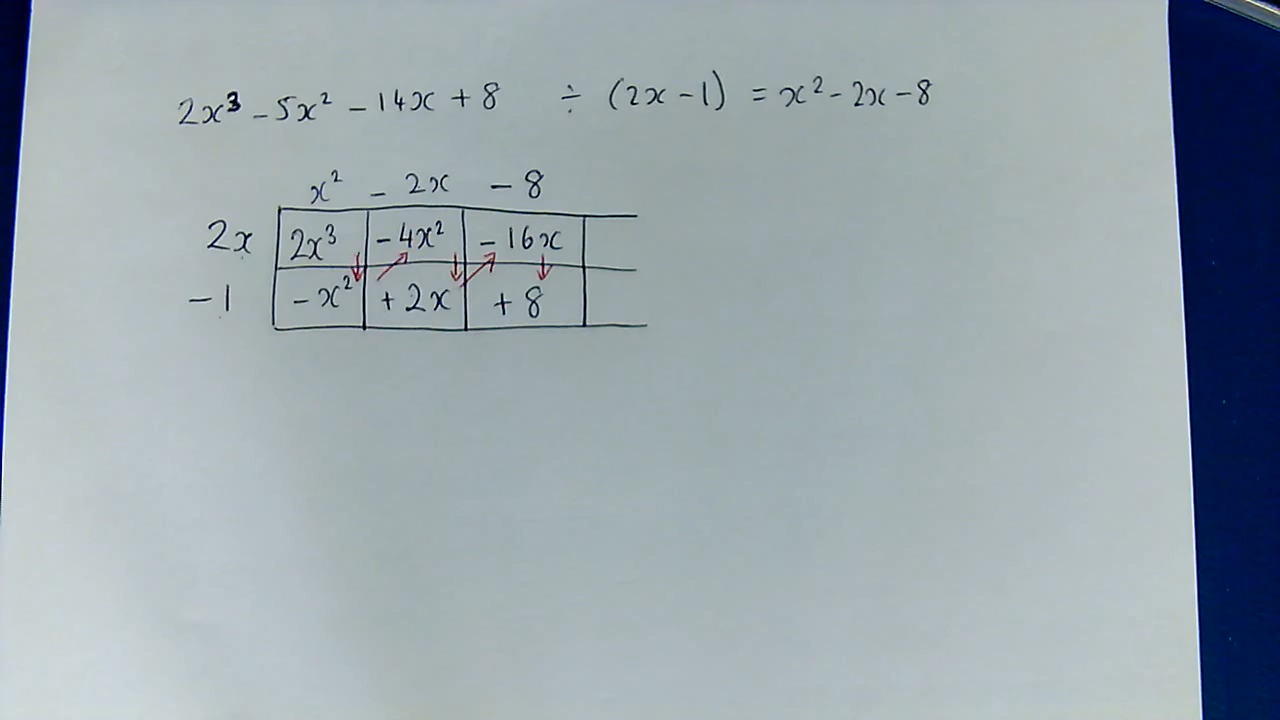 2x³ - 5x² - 14x + 8 ÷ (2x - 1) = x² - 2x - 8
x² - 2x - 8
2x 2x³ - 4x² - 16x
- 1 - x² + 2x + 8